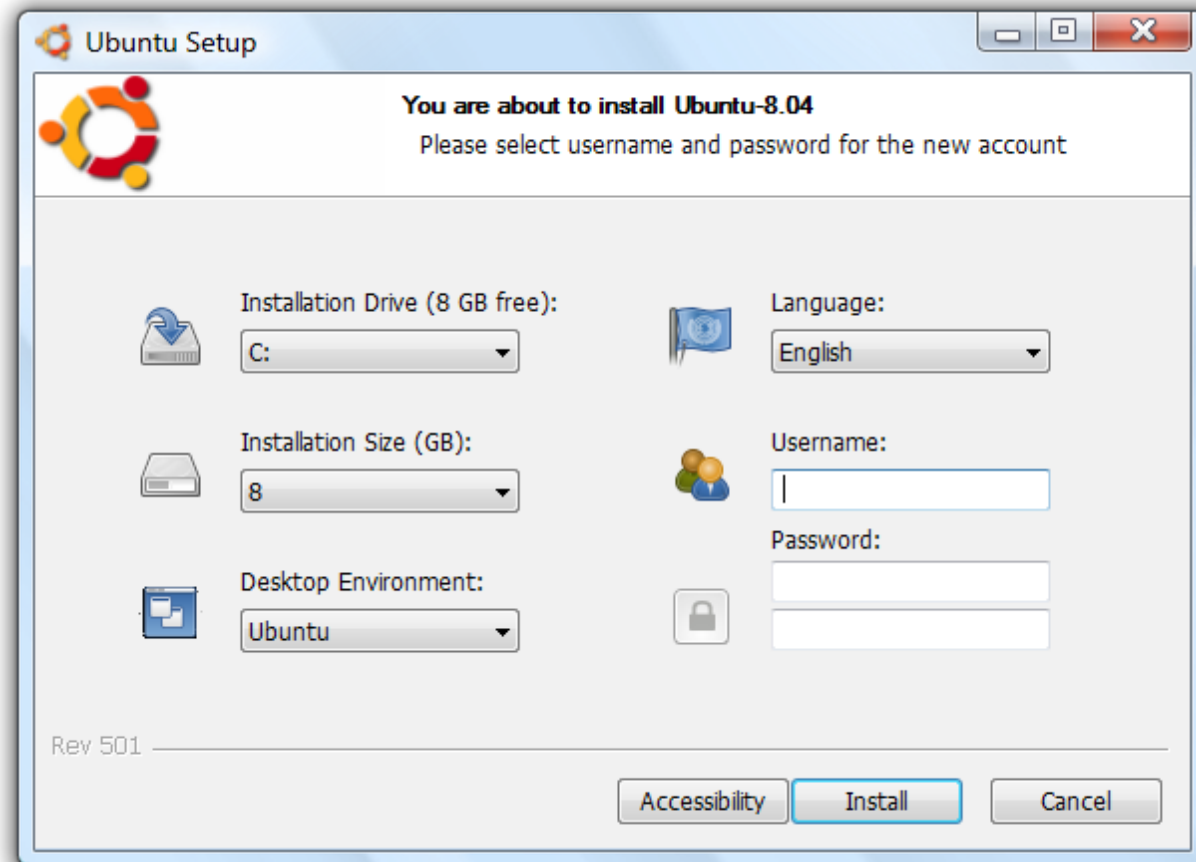 Ubuntu Setup
You are about to install Ubuntu-8.04
Please select username and password for the new account
Installation Drive (8 GB free):
C:
Language:
English
Installation Size (GB):
8
Username:
Password:
Desktop Environment:
Ubuntu
Rev 501
Accessibility
Install
Cancel